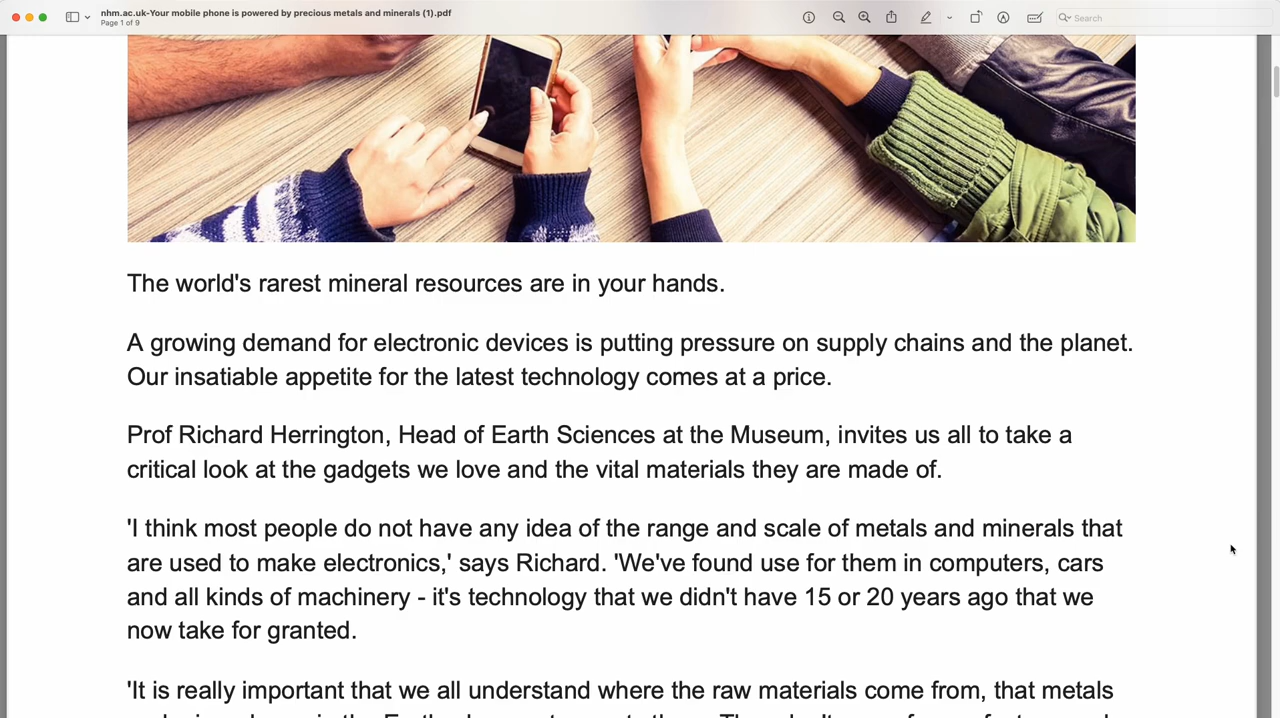 nhm.ac.uk-Your mobile phone is powered by precious metals and minerals (1).pdf
Page 1 of 9
Search
The world's rarest mineral resources are in your hands.
A growing demand for electronic devices is putting pressure on supply chains and the planet.
Our insatiable appetite for the latest technology comes at a price.
Prof Richard Herrington, Head of Earth Sciences at the Museum, invites us all to take a
critical look at the gadgets we love and the vital materials they are made of.
'I think most people do not have any idea of the range and scale of metals and minerals that
are used to make electronics,' says Richard. 'We've found use for them in computers, cars
and all kinds of machinery - it's technology that we didn't have 15 or 20 years ago that we
now take for granted.
'It is really important that we all understand where the raw materials come from, that metals